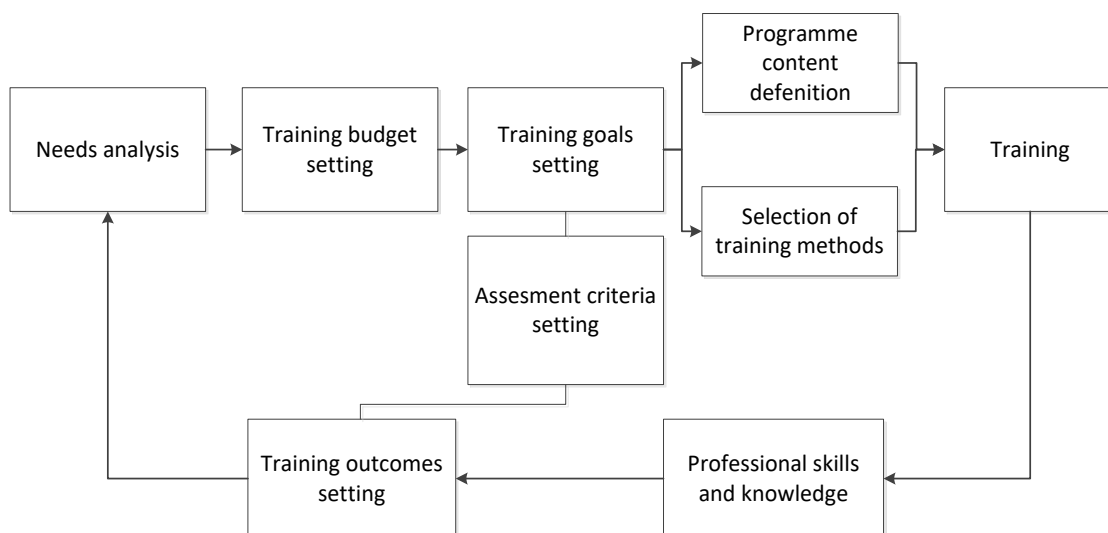 Needs analysis
Training budget
setting
Training goals
setting
Programme
content
defenition
Selection of
training methods
Training
Assesment criteria
setting
Training outcomes
setting
Professional skills
and knowledge